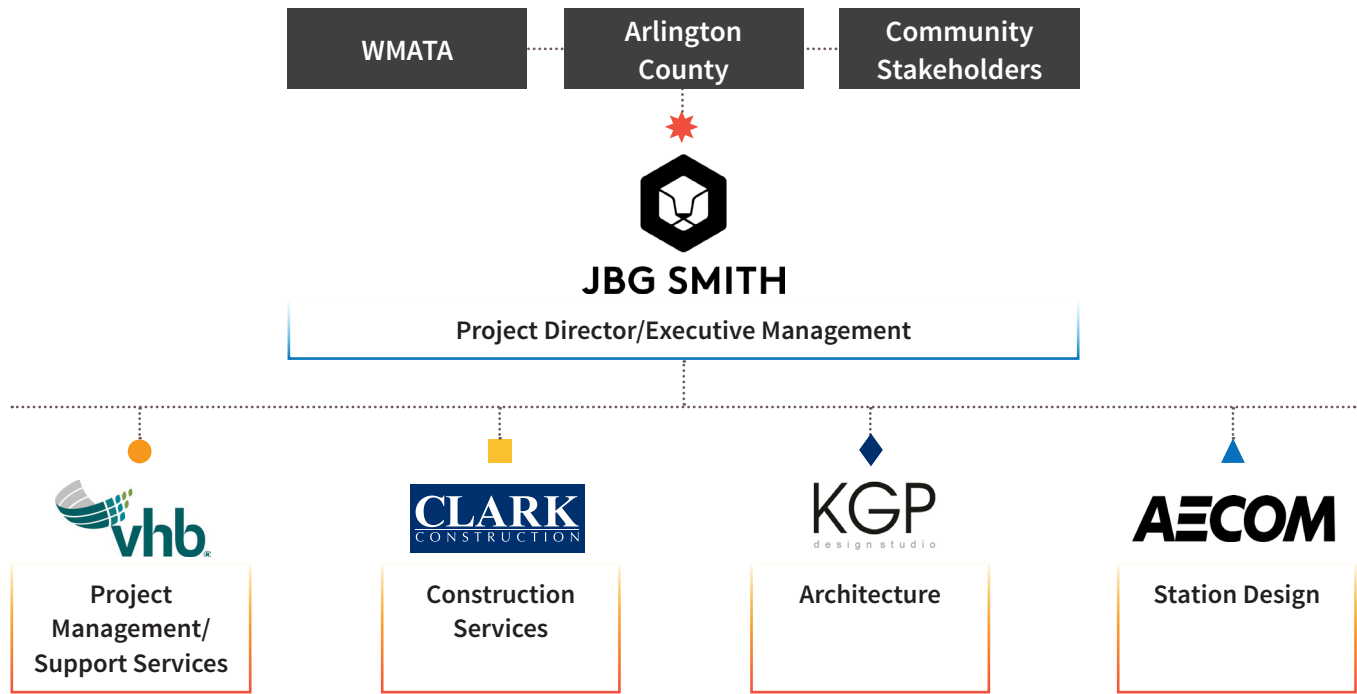 WMATA
Arlington
County
Community
Stakeholders
JBG SMITH
Project Director/Executive Management
vhb®
CLARK
CONSTRUCTION
KGP
design studio
AECOM
Project
Management/
Support Services
Construction
Services
Architecture
Station Design